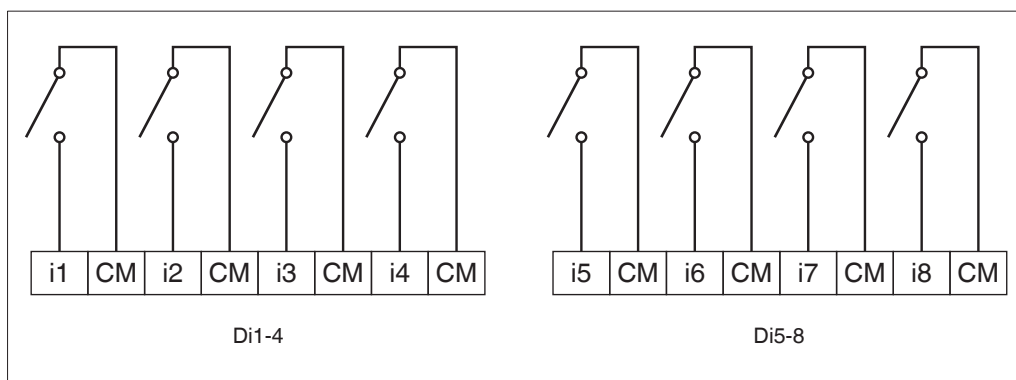 i1 CM i2 CM i3 CM i4 CM
i5 CM i6 CM i7 CM i8 CM
Di1-4
Di5-8